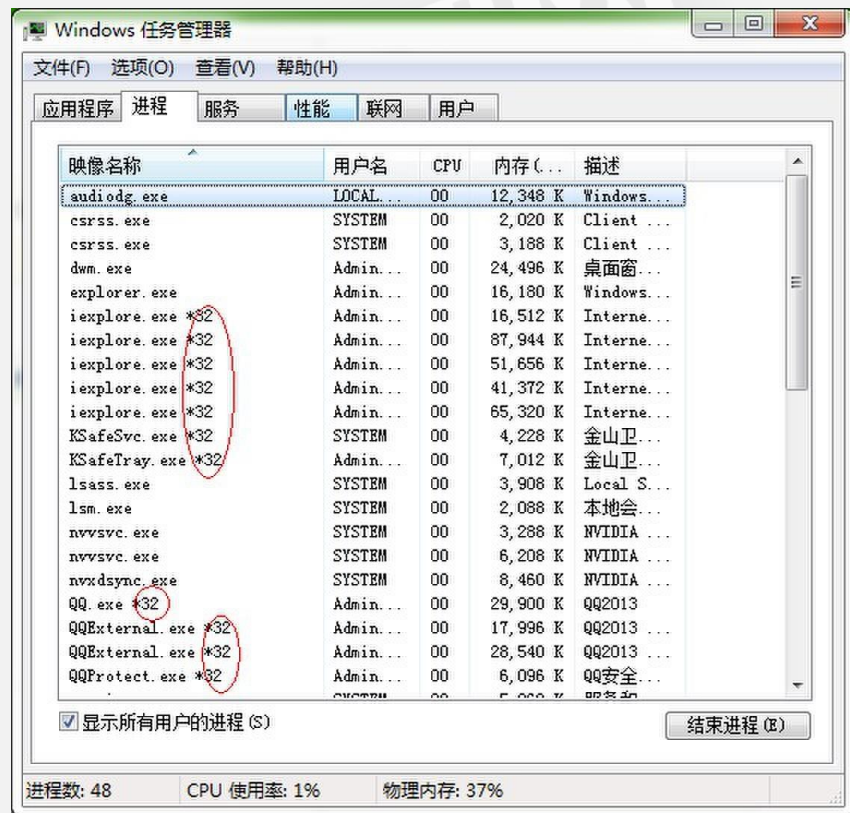 Windows 任务管理器
文件(F) 选项(O) 查看(V) 帮助(H)
应用程序 进程 服务 性能 联网 用户
映像名称 用户名 CPU 内存(... 描述
audiodg.exe LOCAL... 00 12,348 K Windows...
csrss.exe SYSTEM 00 2,020 K Client ...
csrss.exe SYSTEM 00 3,188 K Client ...
dwm.exe Admin... 00 24,496 K 桌面窗...
explorer.exe Admin... 00 16,180 K Windows...
iexplore.exe *32 Admin... 00 16,512 K Interne...
iexplore.exe *32 Admin... 00 87,944 K Interne...
iexplore.exe *32 Admin... 00 51,656 K Interne...
iexplore.exe *32 Admin... 00 41,372 K Interne...
iexplore.exe *32 Admin... 00 65,320 K Interne...
KSafeSvc.exe *32 SYSTEM 00 4,228 K 金山卫...
KSafeTray.exe *32 Admin... 00 7,012 K 金山卫...
lsass.exe SYSTEM 00 3,908 K Local S...
lsm.exe SYSTEM 00 2,088 K 本地会...
nvvsvc.exe SYSTEM 00 3,288 K NVIDIA ...
nvvsvc.exe SYSTEM 00 6,208 K NVIDIA ...
nvxdsync.exe SYSTEM 00 8,460 K NVIDIA ...
QQ.exe *32 Admin... 00 29,900 K QQ2013
QQExternal.exe *32 Admin... 00 17,996 K QQ2013 ...
QQExternal.exe *32 Admin... 00 28,540 K QQ2013 ...
QQProtect.exe *32 Admin... 00 6,096 K QQ安全...
显示所有用户的进程(S) 结束进程(E)
进程数: 48 CPU 使用率: 1% 物理内存: 37%